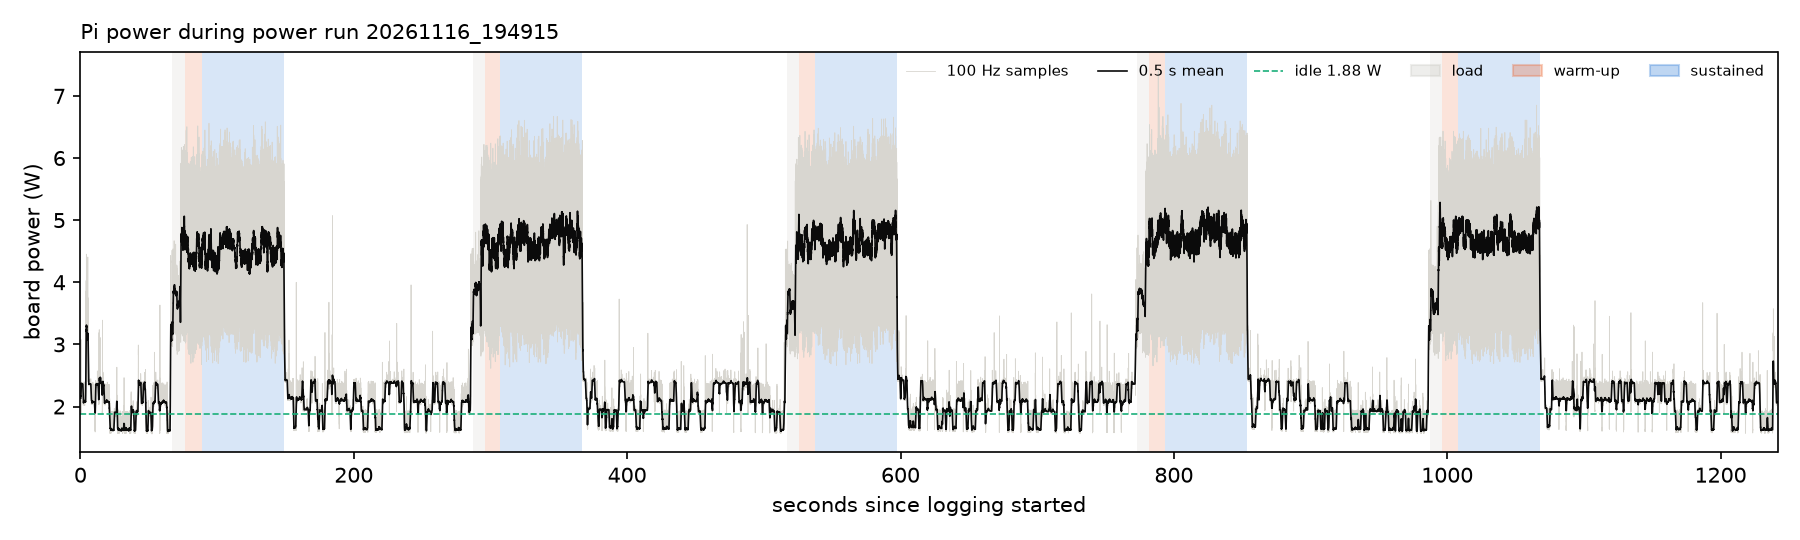 Pi power during power run 20261116_194915
100 Hz samples
0.5 s mean
idle 1.88 W
load
warm-up
sustained
board power (W)
7
6
5
4
3
2
0
200
400
600
800
1000
1200
seconds since logging started